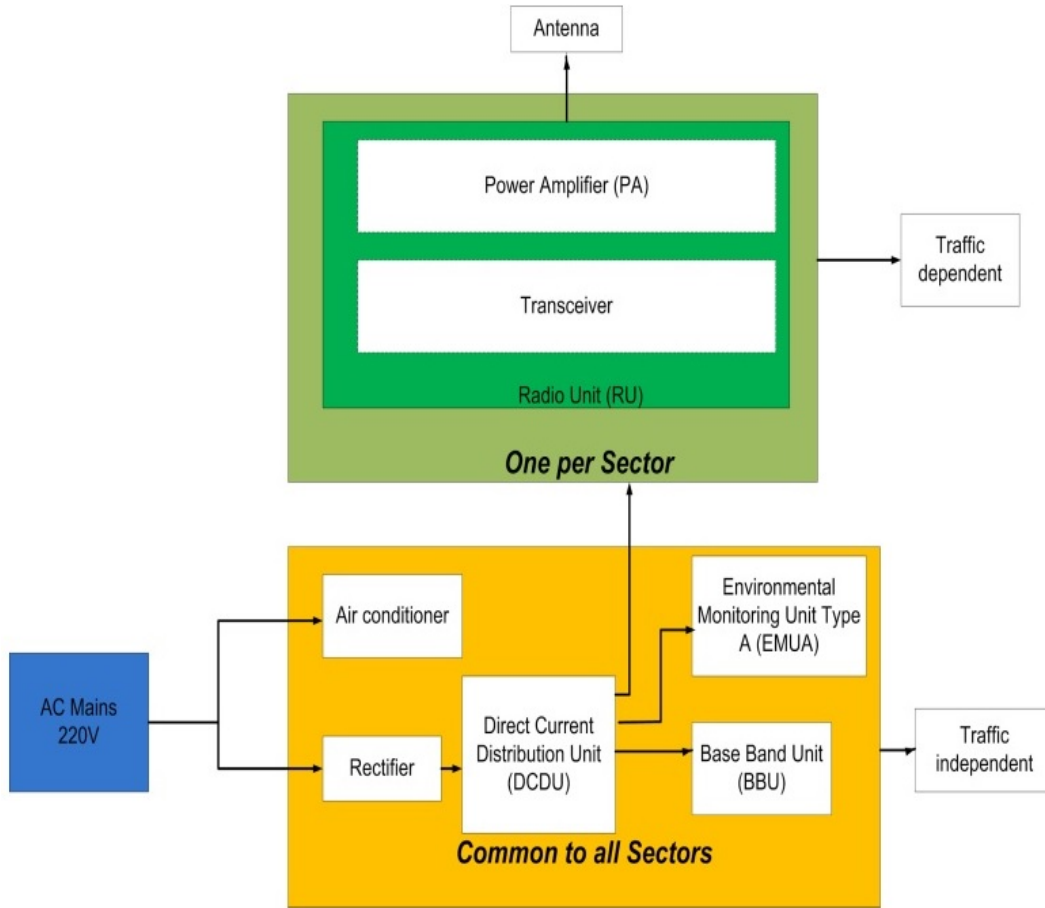 Antenna
Power Amplifier (PA)
Transceiver
Radio Unit (RU)
One per Sector
Traffic
dependent
Air conditioner
Environmental
Monitoring Unit Type
A (EMUA)
AC Mains
220V
Rectifier
Direct Current
Distribution Unit
(DCDU)
Base Band Unit
(BBU)
Common to all Sectors
Traffic
independent